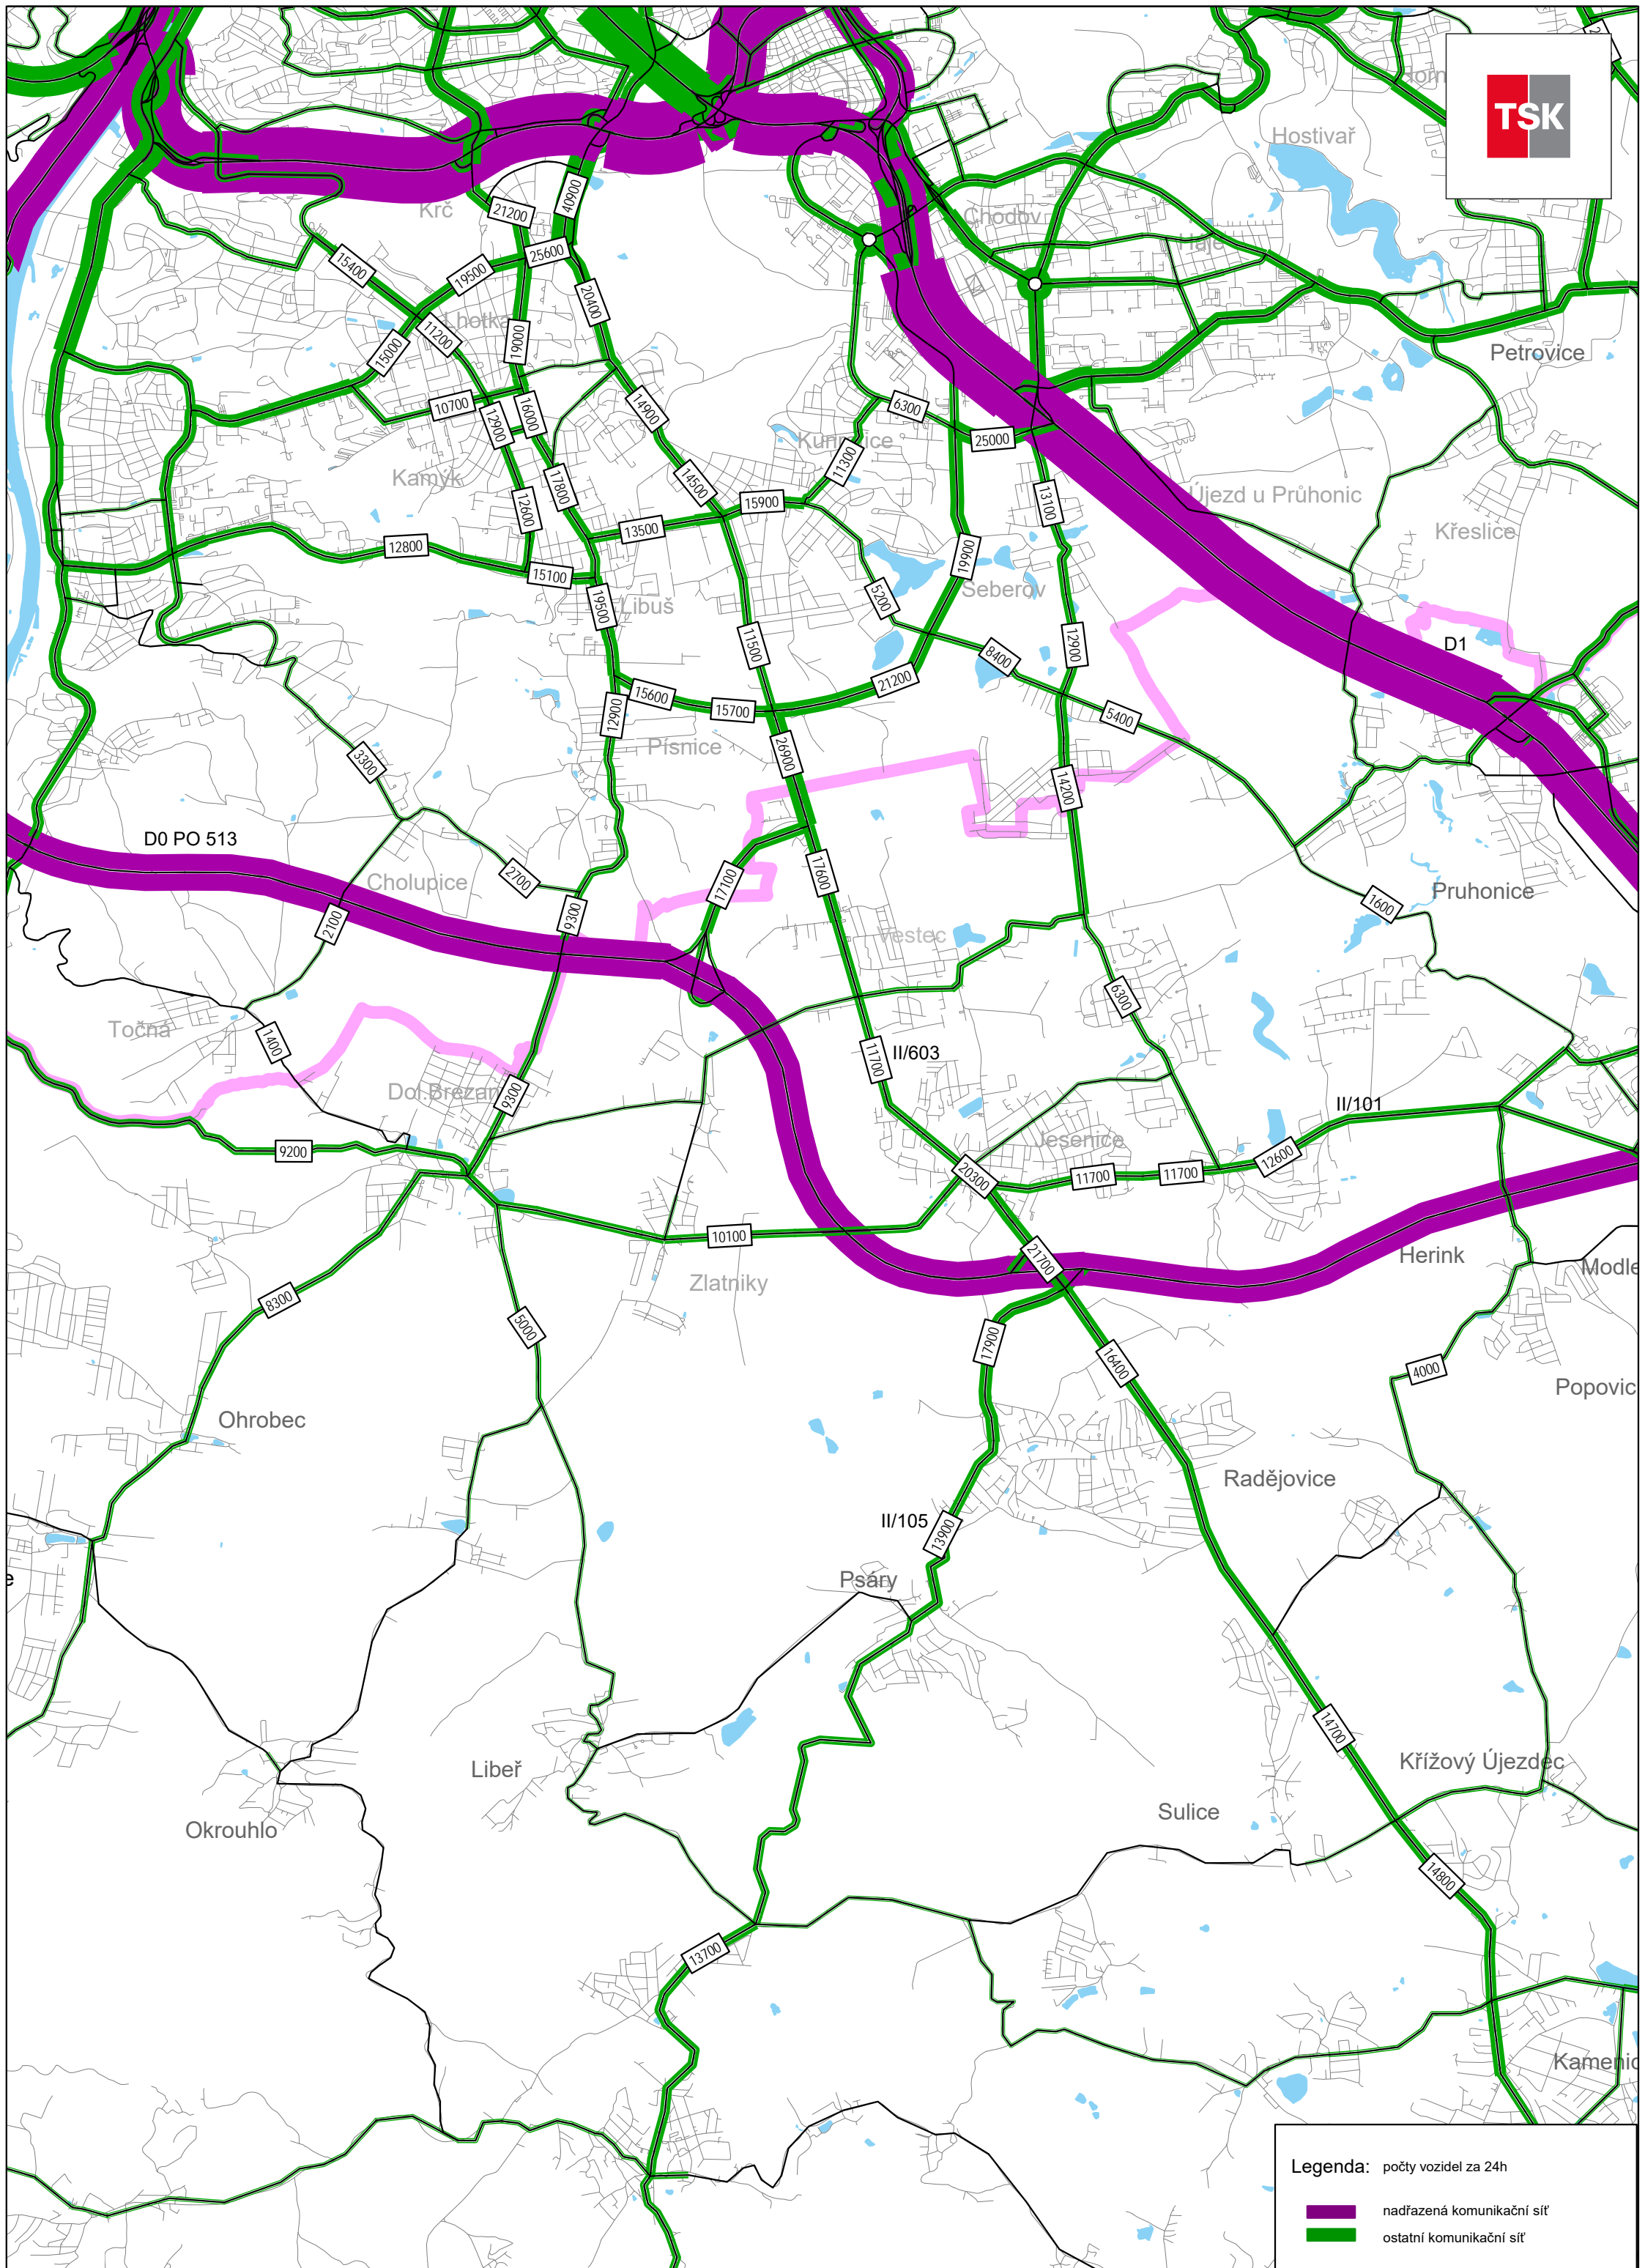 TSK
Hostivař
Krč
Chodov
Háje
40900
21200
25600
15400
19500
20400
Lhotka
11200
19000
15000
Petrovice
14900
10700
16000
12900
6300
25000
11300
Kamýk
14500
17800
12600
15900
13100
Újezd u Průhonic
Křeslice
13500
12800
19900
15100
Seberov
5200
Libuš
19500
11500
12900
D1
8400
21200
15600
15700
12900
5400
Písnice
26900
3300
14200
D0 PO 513
17600
2700
Cholupice
17100
Pruhonice
1600
9300
2100
Vestec
6300
Točná
1400
11700
II/603
9300
II/101
Jesenice
9200
12600
20300
11700
11700
10100
21700
Herink
Zlatniky
Modle
8300
5000
17900
16400
4000
Popovic
Ohrobec
Radějovice
II/105
13900
Psáry
14700
Libeř
Křížový Újezdec
Sulice
Okrouhlo
14800
13700
Kamenic
Legenda: počty vozidel za 24h
nadřazená komunikační síť
ostatní komunikační síť